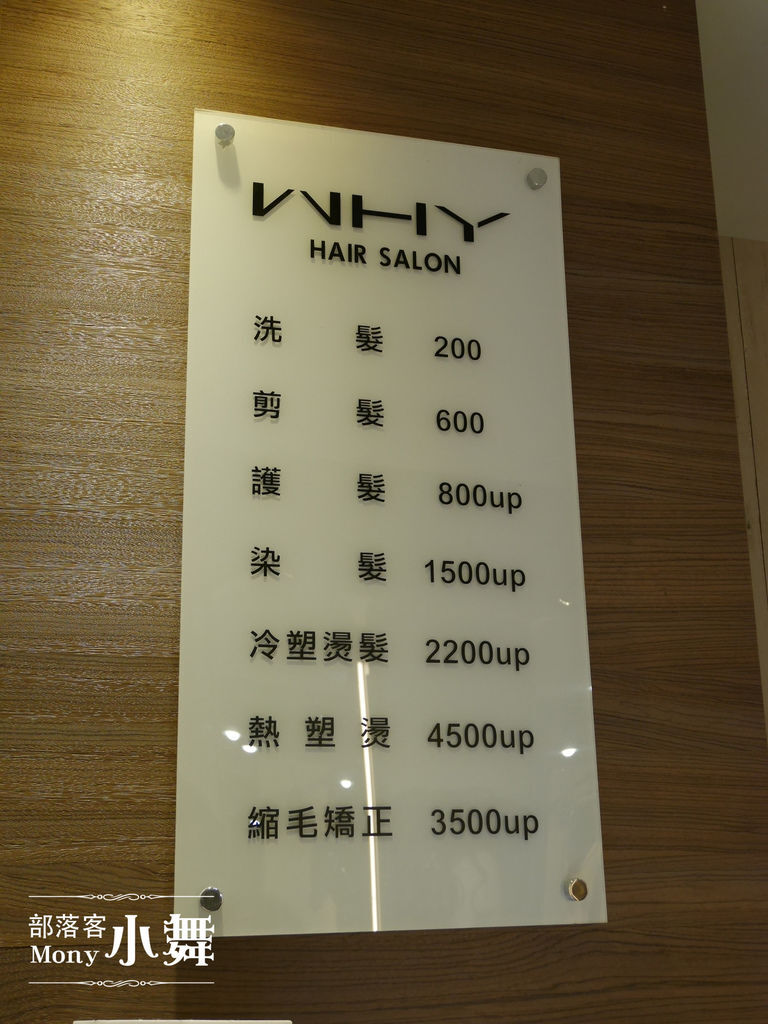 WHY
HAIR SALON
洗髮 200
剪髮 600
護髮 800up
染髮 1500up
冷塑燙髮 2200up
熱塑燙 4500up
縮毛矯正 3500up
部落客
Mony 小舞